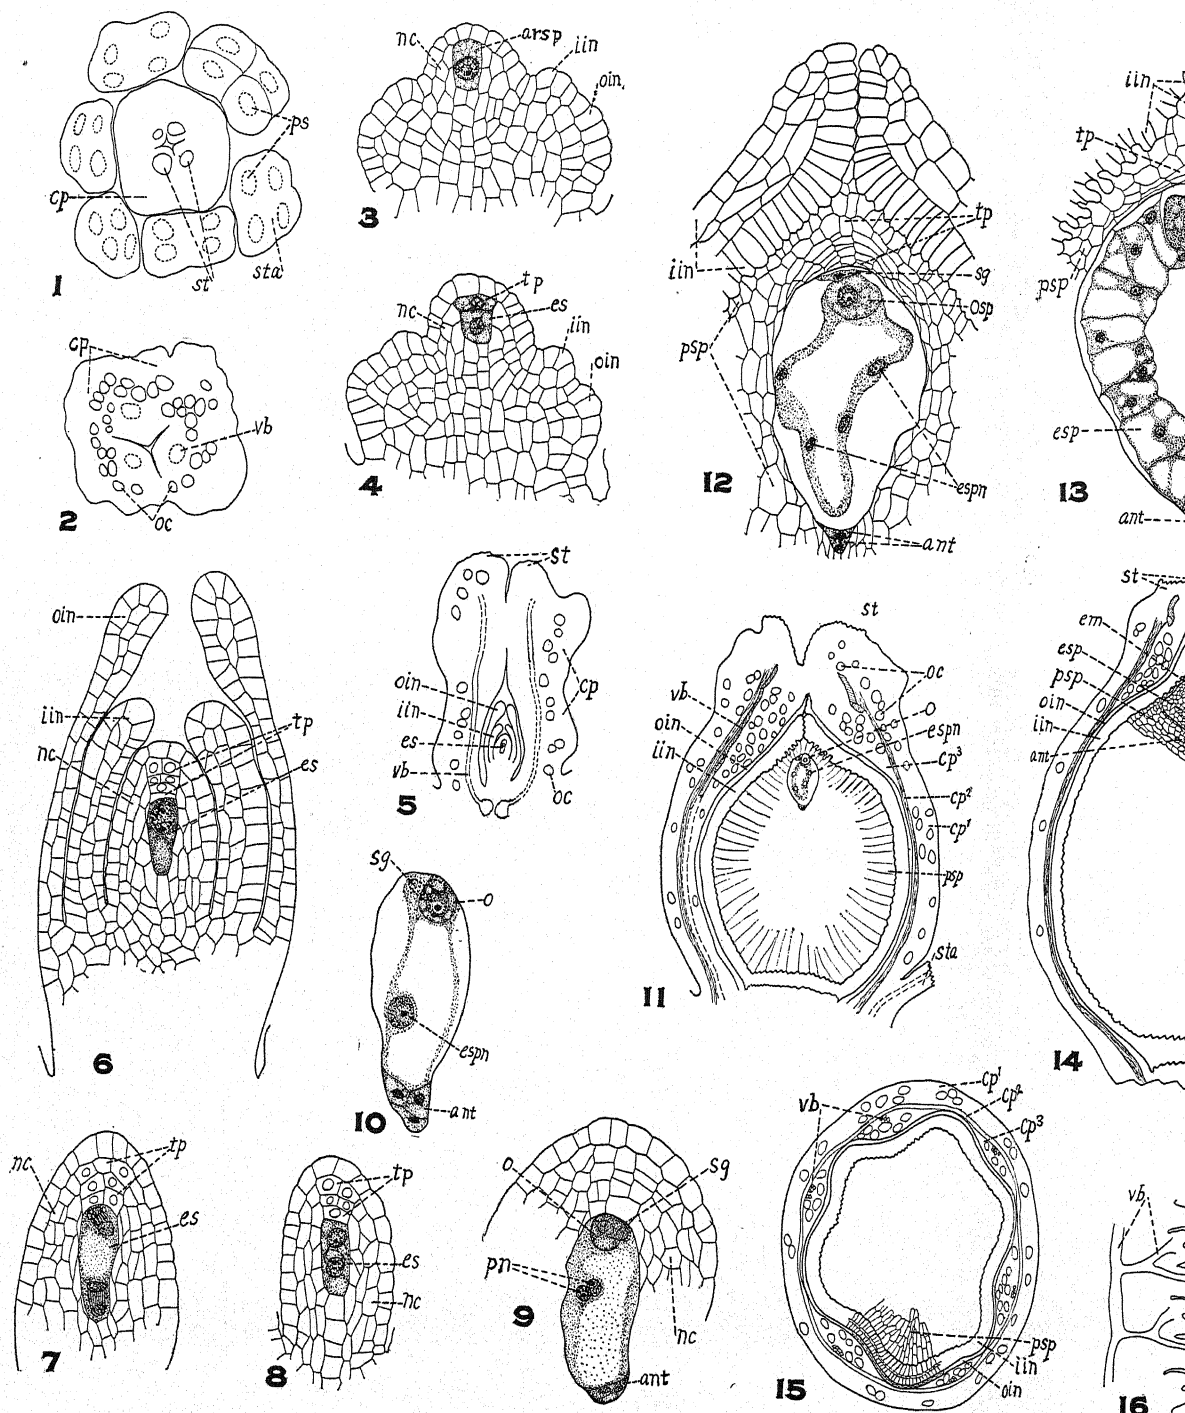 ps
cp
st
sta
1
nc
arsp
iin
oin
3
tp
nc
es
iin
oin
4
cp
vb
oc
2
iin
tp
sg
osp
psp
espn
ant
12
iin
tp
psp
esp
ant
13
oin
iin
nc
tp
es
6
st
oin
iin
es
vb
cp
oc
5
st
oc
vb
oin
iin
o
espn
cp³
cp²
cp¹
psp
sta
11
st
em
esp
psp
oin
iin
ant
14
sg
o
espn
ant
10
nc
tp
es
7
tp
es
nc
8
o
sg
pn
nc
ant
9
vb
cp¹
cp²
cp³
psp
iin
oin
15
vb
16